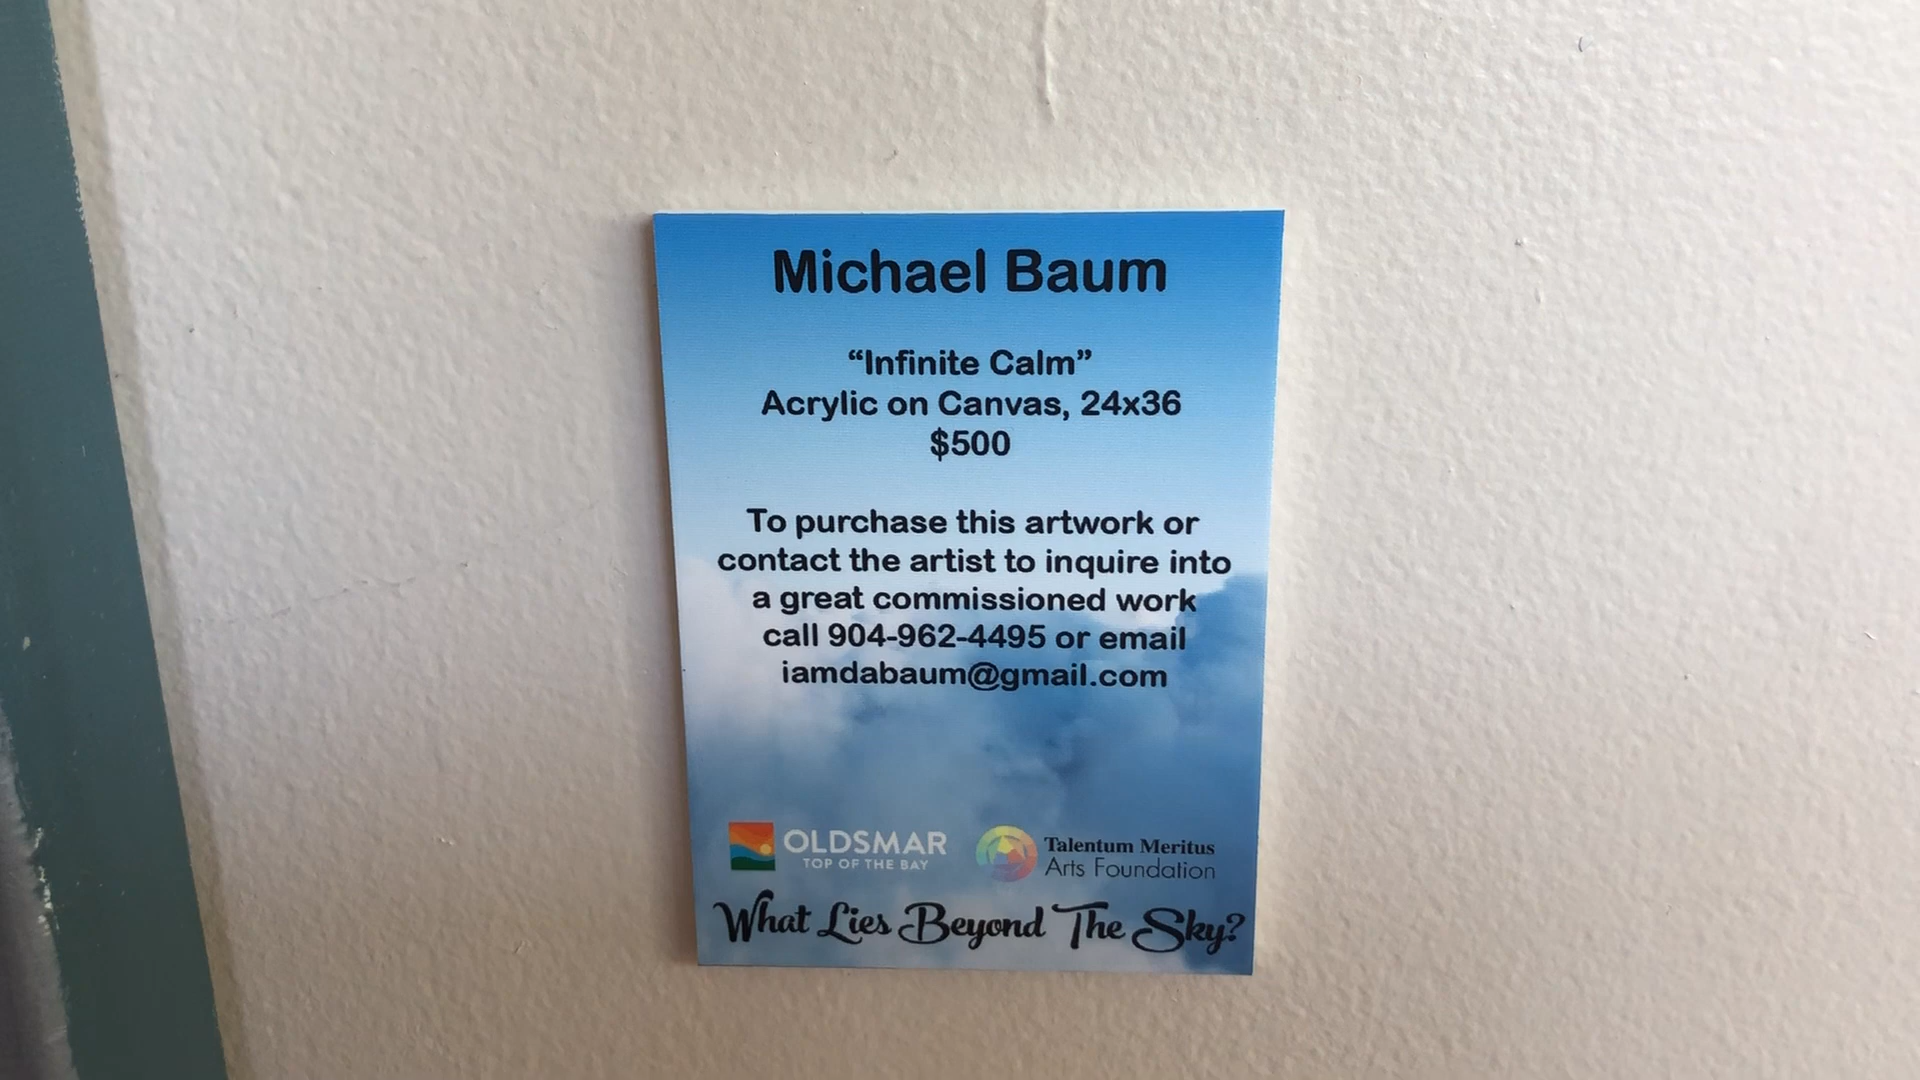 Michael Baum
“Infinite Calm”
Acrylic on Canvas, 24x36
$500
To purchase this artwork or
contact the artist to inquire into
a great commissioned work
call 904-962-4495 or email
iamdabaum@gmail.com
OLDSMAR
TOP OF THE BAY
Talentum Meritus
Arts Foundation
What Lies Beyond The Sky?